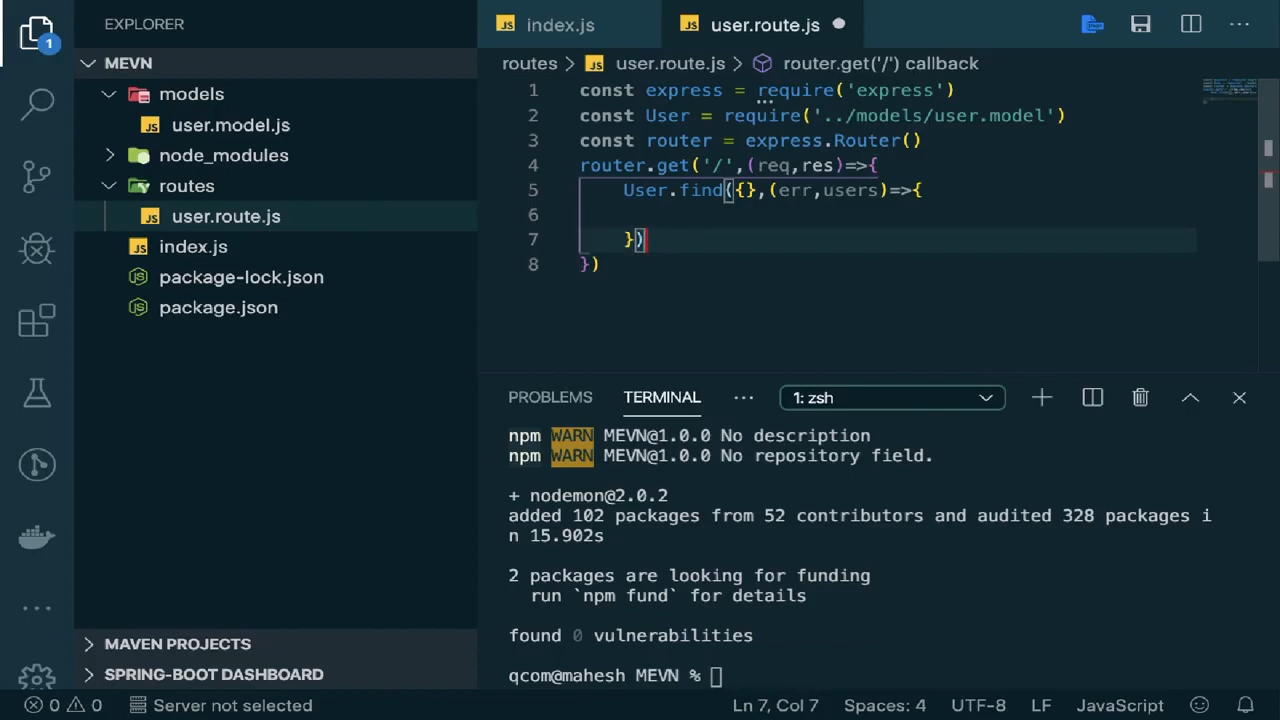 EXPLORER
index.js
user.route.js
1
MEVN
routes > user.route.js > router.get('/') callback
models
user.model.js
node_modules
routes
user.route.js
index.js
package-lock.json
package.json
1 const express = require('express')
2 const User = require('../models/user.model')
3 const router = express.Router()
4 router.get('/',(req,res)=>{
5 User.find({},(err,users)=>{
6
7 })
8 })
PROBLEMS
TERMINAL
1: zsh
npm WARN MEVN@1.0.0 No description
npm WARN MEVN@1.0.0 No repository field.
+ nodemon@2.0.2
added 102 packages from 52 contributors and audited 328 packages i
n 15.902s
2 packages are looking for funding
run `npm fund` for details
found 0 vulnerabilities
qcom@mahesh MEVN %
MAVEN PROJECTS
SPRING-BOOT DASHBOARD
0 0 Server not selected
Ln 7, Col 7
Spaces: 4
UTF-8
LF
JavaScript